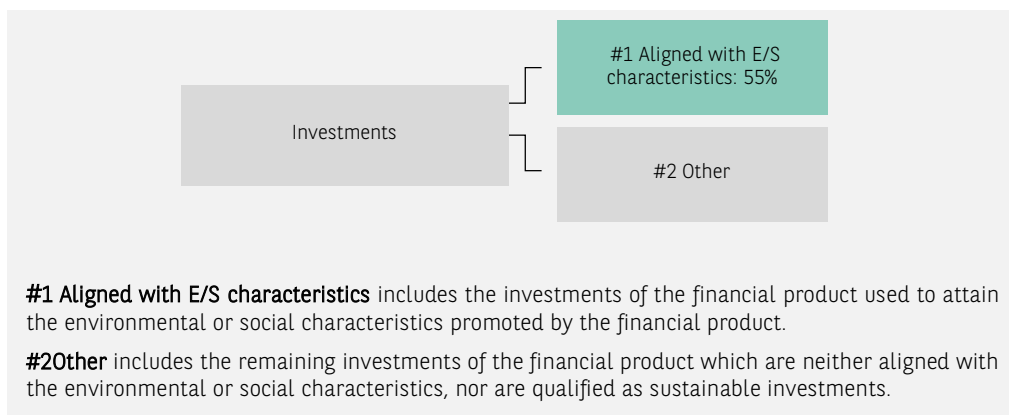 #1 Aligned with E/S
characteristics: 55%
Investments
#2 Other
#1 Aligned with E/S characteristics includes the investments of the financial product used to attain
the environmental or social characteristics promoted by the financial product.
#2Other includes the remaining investments of the financial product which are neither aligned with
the environmental or social characteristics, nor are qualified as sustainable investments.